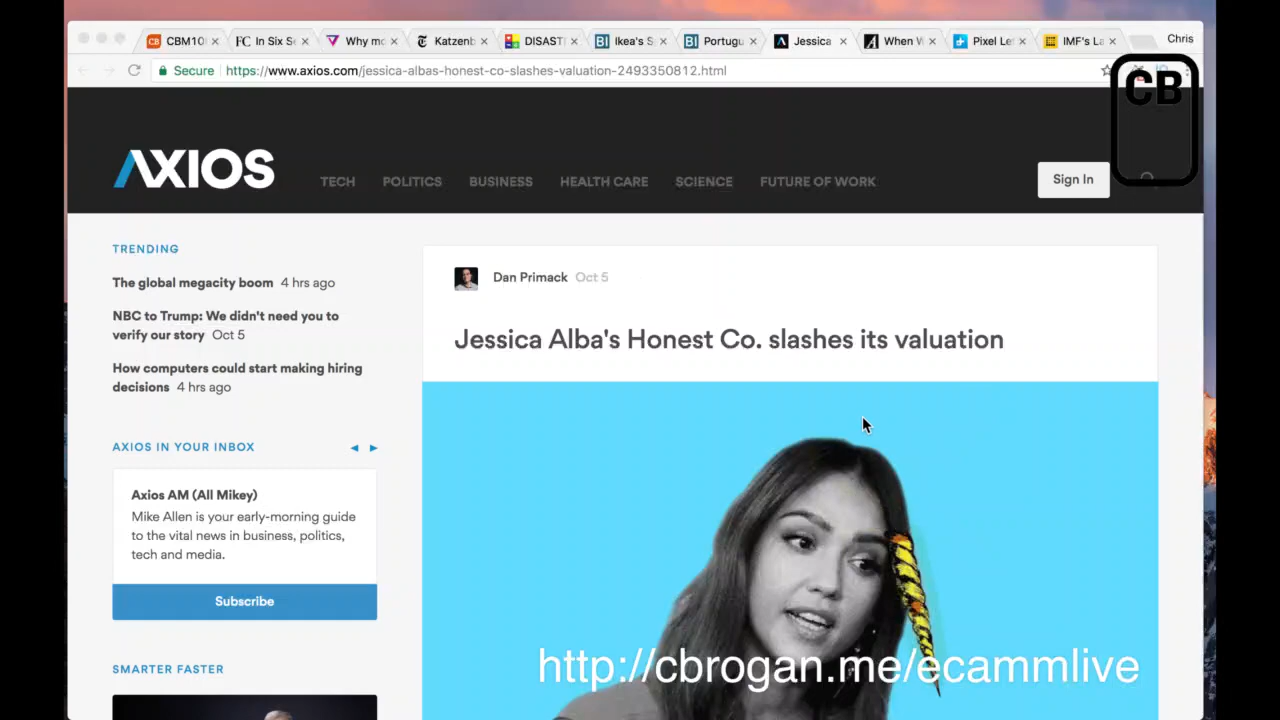 CBM10
In Six Se
Why mo
Katzenb
DISAST
Ikea's S
Portugu
Jessica
When V
Pixel Let
IMF's La
Chris
Secure
https://www.axios.com/jessica-albas-honest-co-slashes-valuation-2493350812.html
CB
AXIOS
TECH
POLITICS
BUSINESS
HEALTH CARE
SCIENCE
FUTURE OF WORK
Sign In
TRENDING
The global megacity boom 4 hrs ago
NBC to Trump: We didn't need you to
verify our story Oct 5
How computers could start making hiring
decisions 4 hrs ago
AXIOS IN YOUR INBOX
Axios AM (All Mikey)
Mike Allen is your early-morning guide
to the vital news in business, politics,
tech and media.
Subscribe
SMARTER FASTER
Dan Primack Oct 5
Jessica Alba's Honest Co. slashes its valuation
http://cbrogan.me/ecammlive